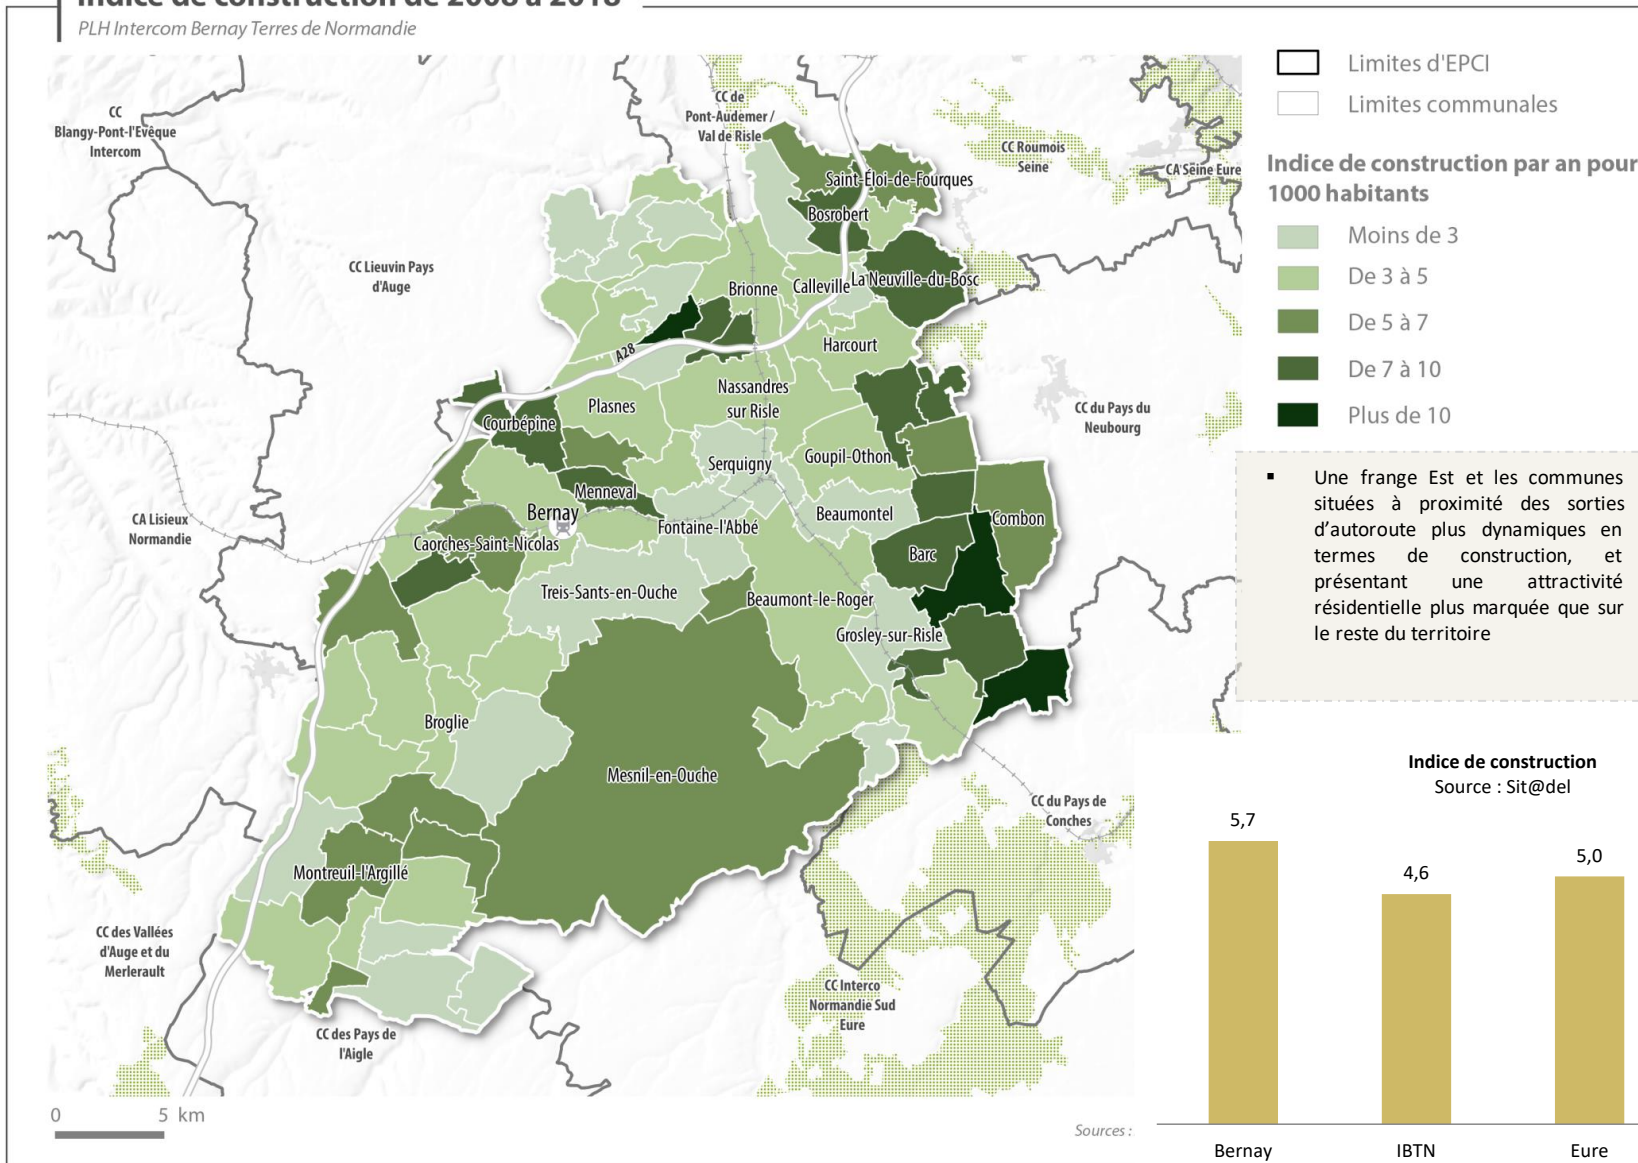 Indice de construction de 2008 à 2018
PLH Intercom Bernay Terres de Normandie
CC
Blangy-Pont-l'Evêque
Intercom
CC de
Pont-Audemer /
Val de Risle
CC Roumois
Seine
CA Seine Eure
CC Lieuvin Pays
d'Auge
Saint-Éloi-de-Fourques
Bosrobert
Brionne
Calleville
La Neuville-du-Bosc
Harcourt
A28
Nassandres
sur Risle
Plasnes
Courbépine
CC du Pays du
Neubourg
Serquigny
Goupil-Othon
Menneval
Bernay
Beaumontel
Combon
CA Lisieux
Normandie
Fontaine-l'Abbé
Caorches-Saint-Nicolas
Barc
Treis-Sants-en-Ouche
Beaumont-le-Roger
Grosley-sur-Risle
Broglie
Mesnil-en-Ouche
CC du Pays de
Conches
Montreuil-l'Argillé
CC des Vallées
d'Auge et du
Merlerault
CC Interco
Normandie Sud
Eure
CC des Pays de
l'Aigle
0 5 km
Sources :
Limites d'EPCI
Limites communales
Indice de construction par an pour
1000 habitants
Moins de 3
De 3 à 5
De 5 à 7
De 7 à 10
Plus de 10
▪ Une frange Est et les communes
situées à proximité des sorties
d’autoroute plus dynamiques en
termes de construction, et
présentant une attractivité
résidentielle plus marquée que sur
le reste du territoire
Indice de construction
Source : Sit@del
5,7
4,6
5,0
Bernay
IBTN
Eure